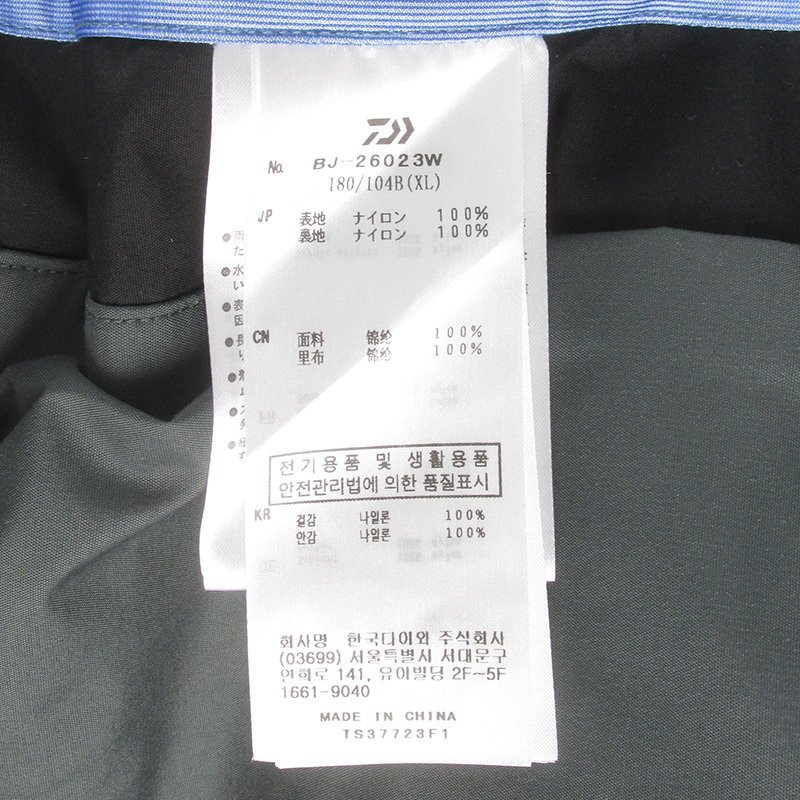 No. BJ-26023W
180/104B(XL)
JP 表地 ナイロン 100%
裏地 ナイロン 100%
CN 面料 锦纶 100%
里布 锦纶 100%
전기용품 및 생활용품
안전관리법에 의한 품질표시
KR 겉감 나일론 100%
안감 나일론 100%
회사명 한국다이와 주식회사
(03699) 서울특별시 서대문구
연희로 141, 유아빌딩 2F~5F
1661-9040
MADE IN CHINA
TS37723F1